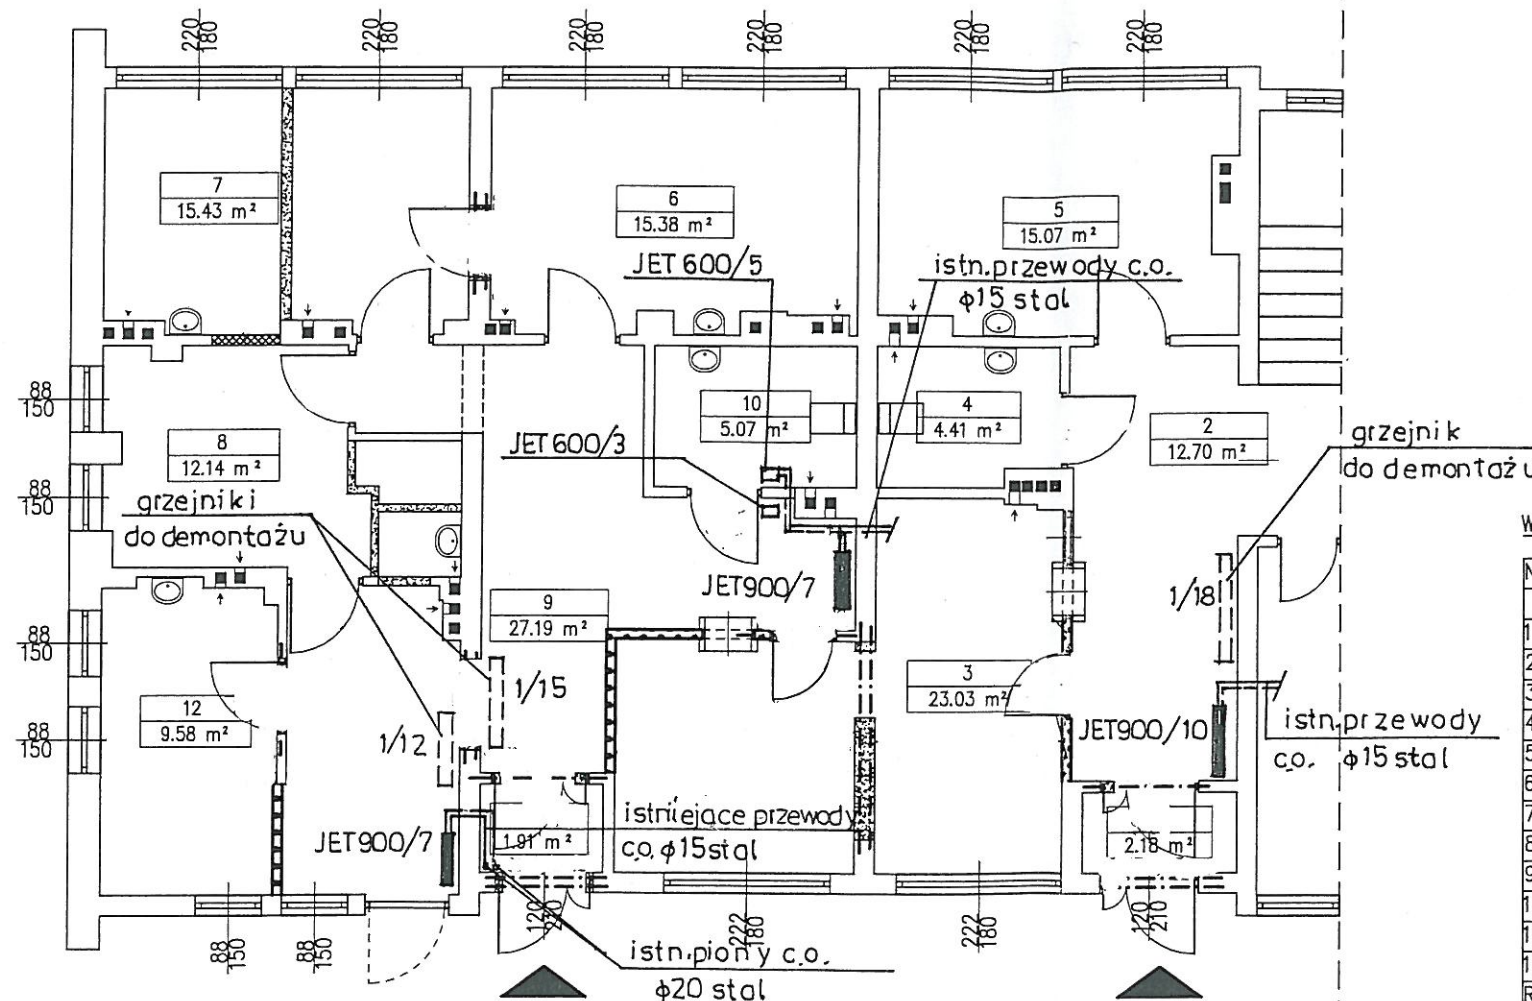 220
180
220
180
220
180
220
180
220
180
220
180
7
15.43 m²
6
15.38 m²
5
15.07 m²
JET 600/5
istn.przewody c.o.
ϕ15 stal
88
150
10
5.07 m²
4
4.41 m²
2
12.70 m²
8
12.14 m²
JET 600/3
grzejnik
do demontażu
88
150
grzejniki
do demontażu
JET900/7
1/18
9
27.19 m²
88
150
3
23.03 m²
1/15
12
9.58 m²
88
150
1/12
JET900/10
istn.przewody
c.o. ϕ15 stal
JET900/7
istniejace przewody
c.o. ϕ15 stal
1.91 m²
2.18 m²
88
150
88
150
120
210
222
180
222
180
120
210
istn.piony c.o.
ϕ20 stal